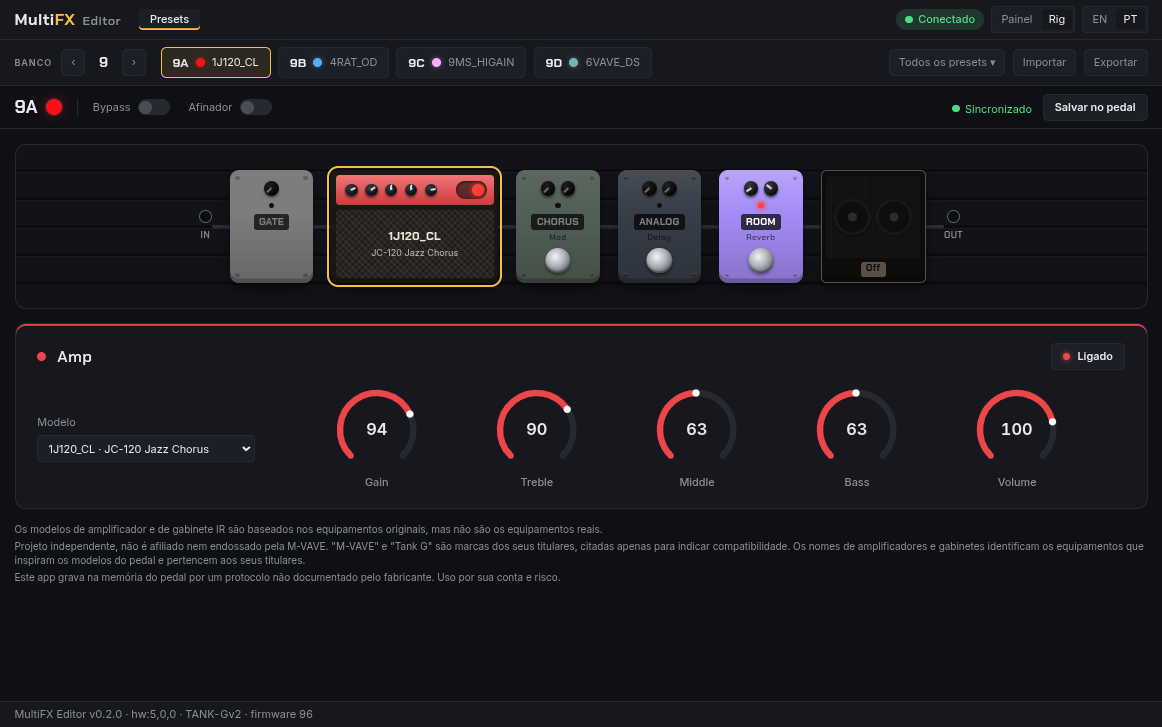 MultiFX Editor Presets Conectado Painel Rig EN PT
BANCO ‹ 9 › 9A 1J120_CL 9B 4RAT_OD 9C 9MS_HIGAIN 9D 6VAVE_DS Todos os presets ▾ Importar Exportar
9A Bypass Afinador Sincronizado Salvar no pedal
IN
GATE
1J120_CL
JC-120 Jazz Chorus
CHORUS
Mod
ANALOG
Delay
ROOM
Reverb
Off
OUT
Amp Ligado
Modelo
1J120_CL · JC-120 Jazz Chorus
94 90 63 63 100
Gain Treble Middle Bass Volume
Os modelos de amplificador e de gabinete IR são baseados nos equipamentos originais, mas não são os equipamentos reais.
Projeto independente, não é afiliado nem endossado pela M-VAVE. "M-VAVE" e "Tank G" são marcas dos seus titulares, citadas apenas para indicar compatibilidade. Os nomes de amplificadores e gabinetes identificam os equipamentos que
inspiram os modelos do pedal e pertencem aos seus titulares.
Este app grava na memória do pedal por um protocolo não documentado pelo fabricante. Uso por sua conta e risco.
MultiFX Editor v0.2.0 · hw:5,0,0 · TANK-Gv2 · firmware 96